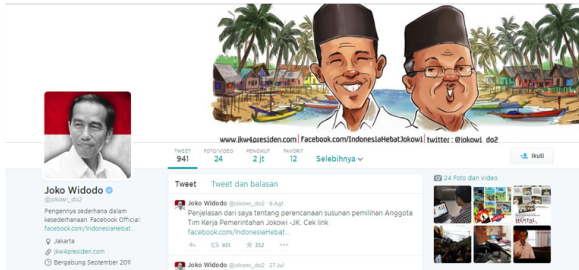 www.jkw4presiden.com | Facebook.com/IndonesiaHebatJokowi | twitter : @jokowi_do2
TWEET FOTO/VIDEO PENGIKUT FAVORIT
941 24 2 jt 12 Selebihnya
Ikuti
Joko Widodo
@jokowi_do2
Pengennya sederhana dalam
kesederhanaan. Facebook Official:
facebook.com/IndonesiaHebat...
Jakarta
jkw4presiden.com
Bergabung September 2011
Tweet Tweet dan balasan
Joko Widodo @jokowi_do2 · 6 Agt
Penjelasan dari saya tentang perencanaan susunan pemilihan Anggota
Tim Kerja Pemerintahan Jokowi -JK. Cek link
facebook.com/IndonesiaHebat...
931 352
Joko Widodo @jokowi_do2 · 27 Jul
24 Foto dan video